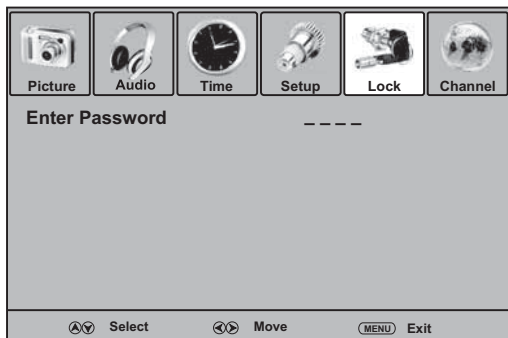 Picture Audio Time Setup Lock Channel
Enter Password _ _ _ _
Select Move MENU Exit